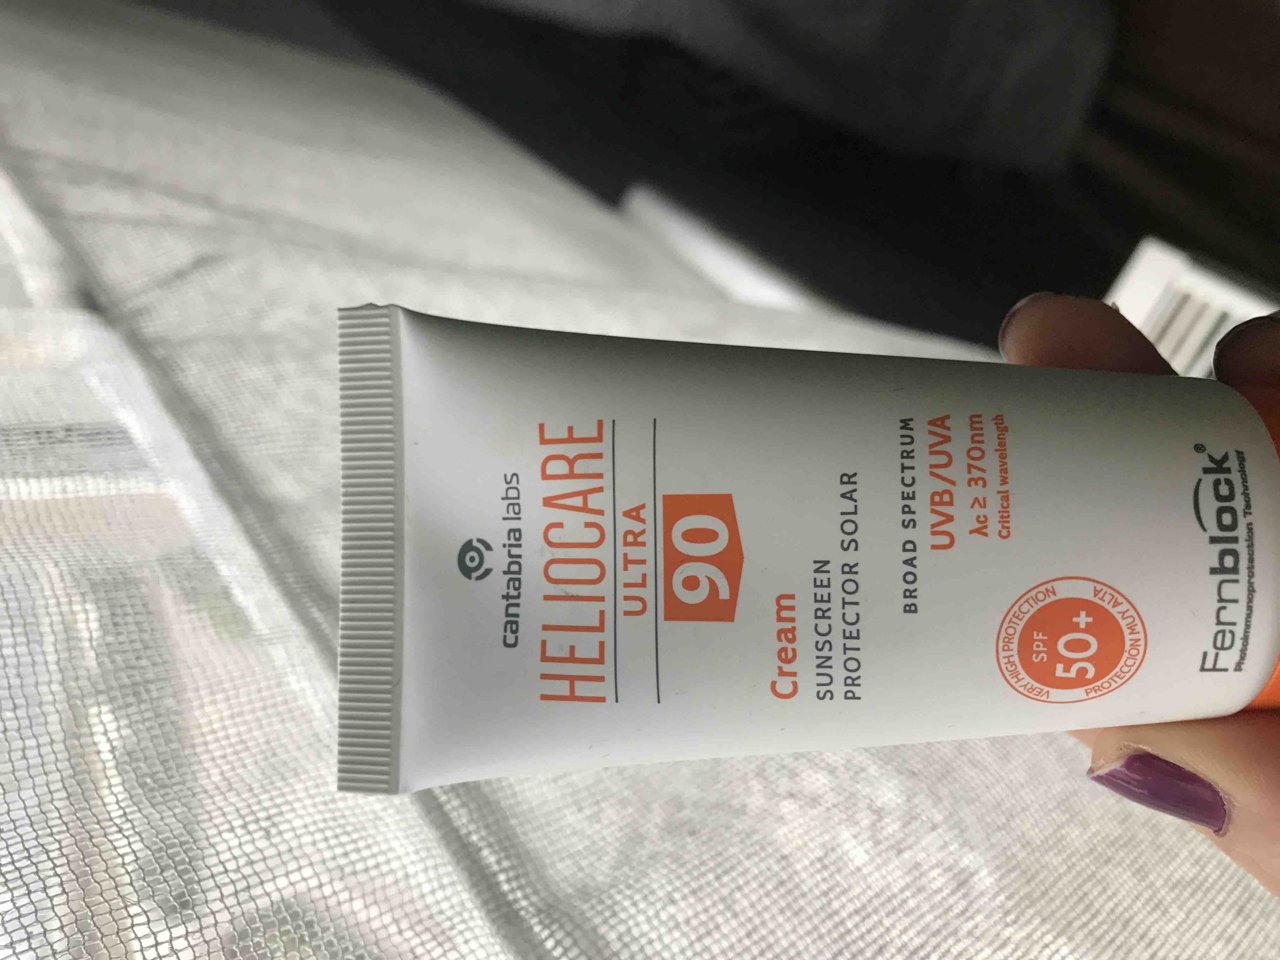 cantabria labs
HELIOCARE
ULTRA
90
Cream
SUNSCREEN
PROTECTOR SOLAR
BROAD SPECTRUM
UVB/UVA
λc ≥ 370nm
Critical wavelength
VERY HIGH PROTECTION
SPF
50+
PROTECCIÓN MUY ALTA
Fernblock®
Photoimmunoprotection Technology